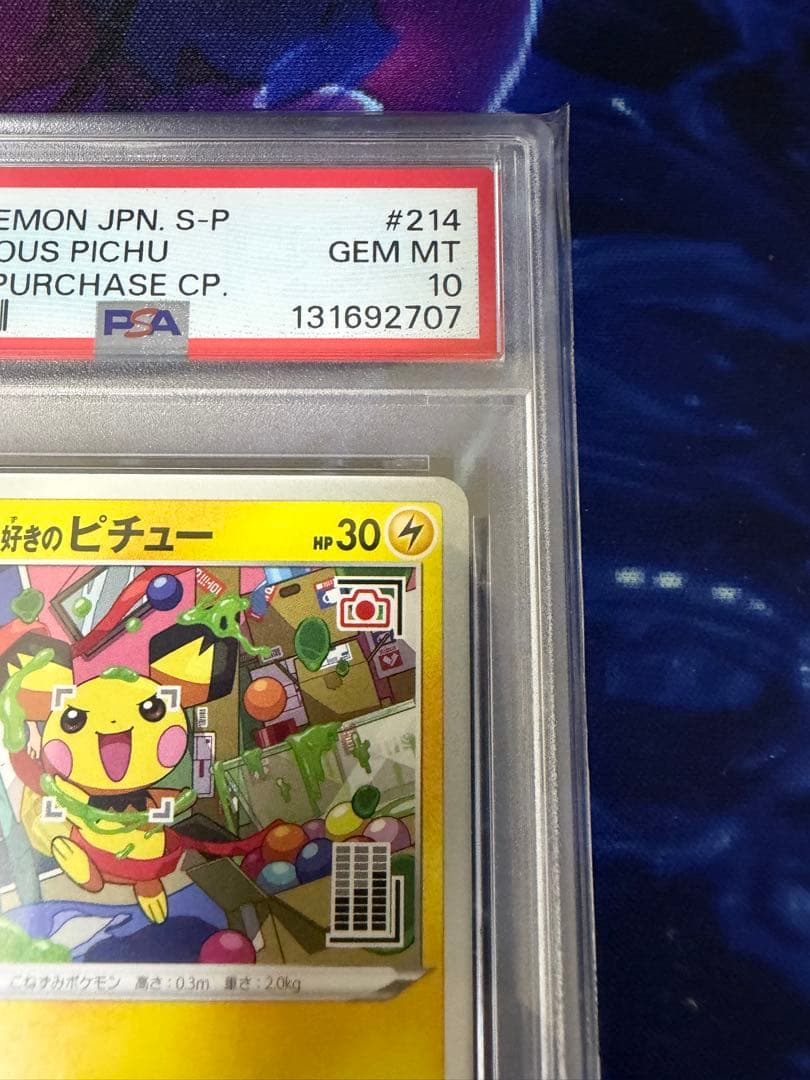 EMON JPN. S-P #214
OUS PICHU GEM MT
PURCHASE CP. 10
PSA 131692707
好きのピチュー HP30
こねずみポケモン 高さ:0.3m 重さ:2.0kg